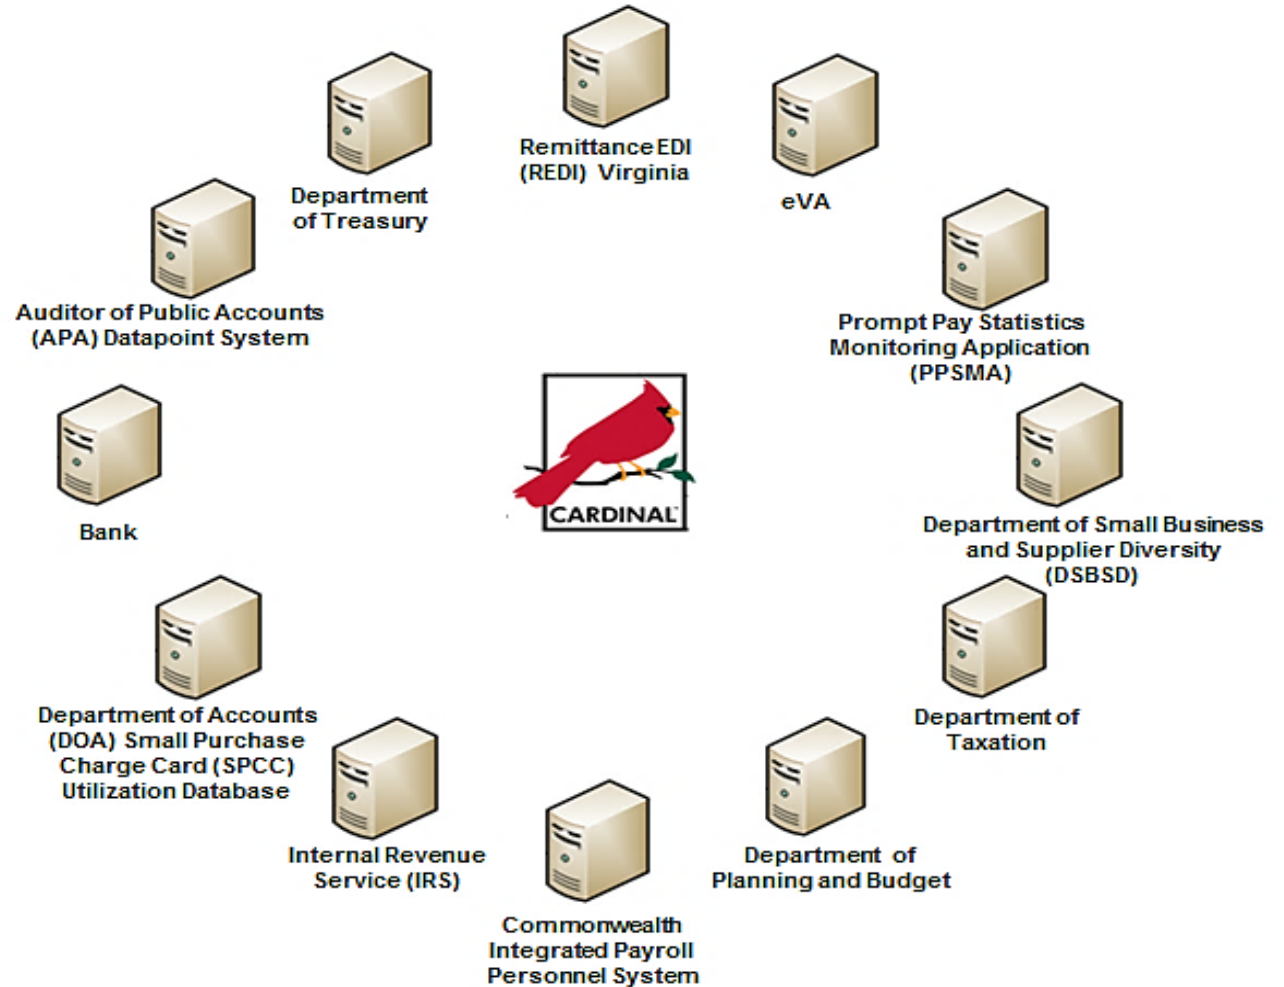 Remittance EDI
(REDI) Virginia
eVA
Department
of Treasury
Auditor of Public Accounts
(APA) Datapoint System
Prompt Pay Statistics
Monitoring Application
(PPSMA)
CARDINAL
Bank
Department of Small Business
and Supplier Diversity
(DSBSD)
Department of Accounts
(DOA) Small Purchase
Charge Card (SPCC)
Utilization Database
Department of
Taxation
Internal Revenue
Service (IRS)
Department of
Planning and Budget
Commonwealth
Integrated Payroll
Personnel System